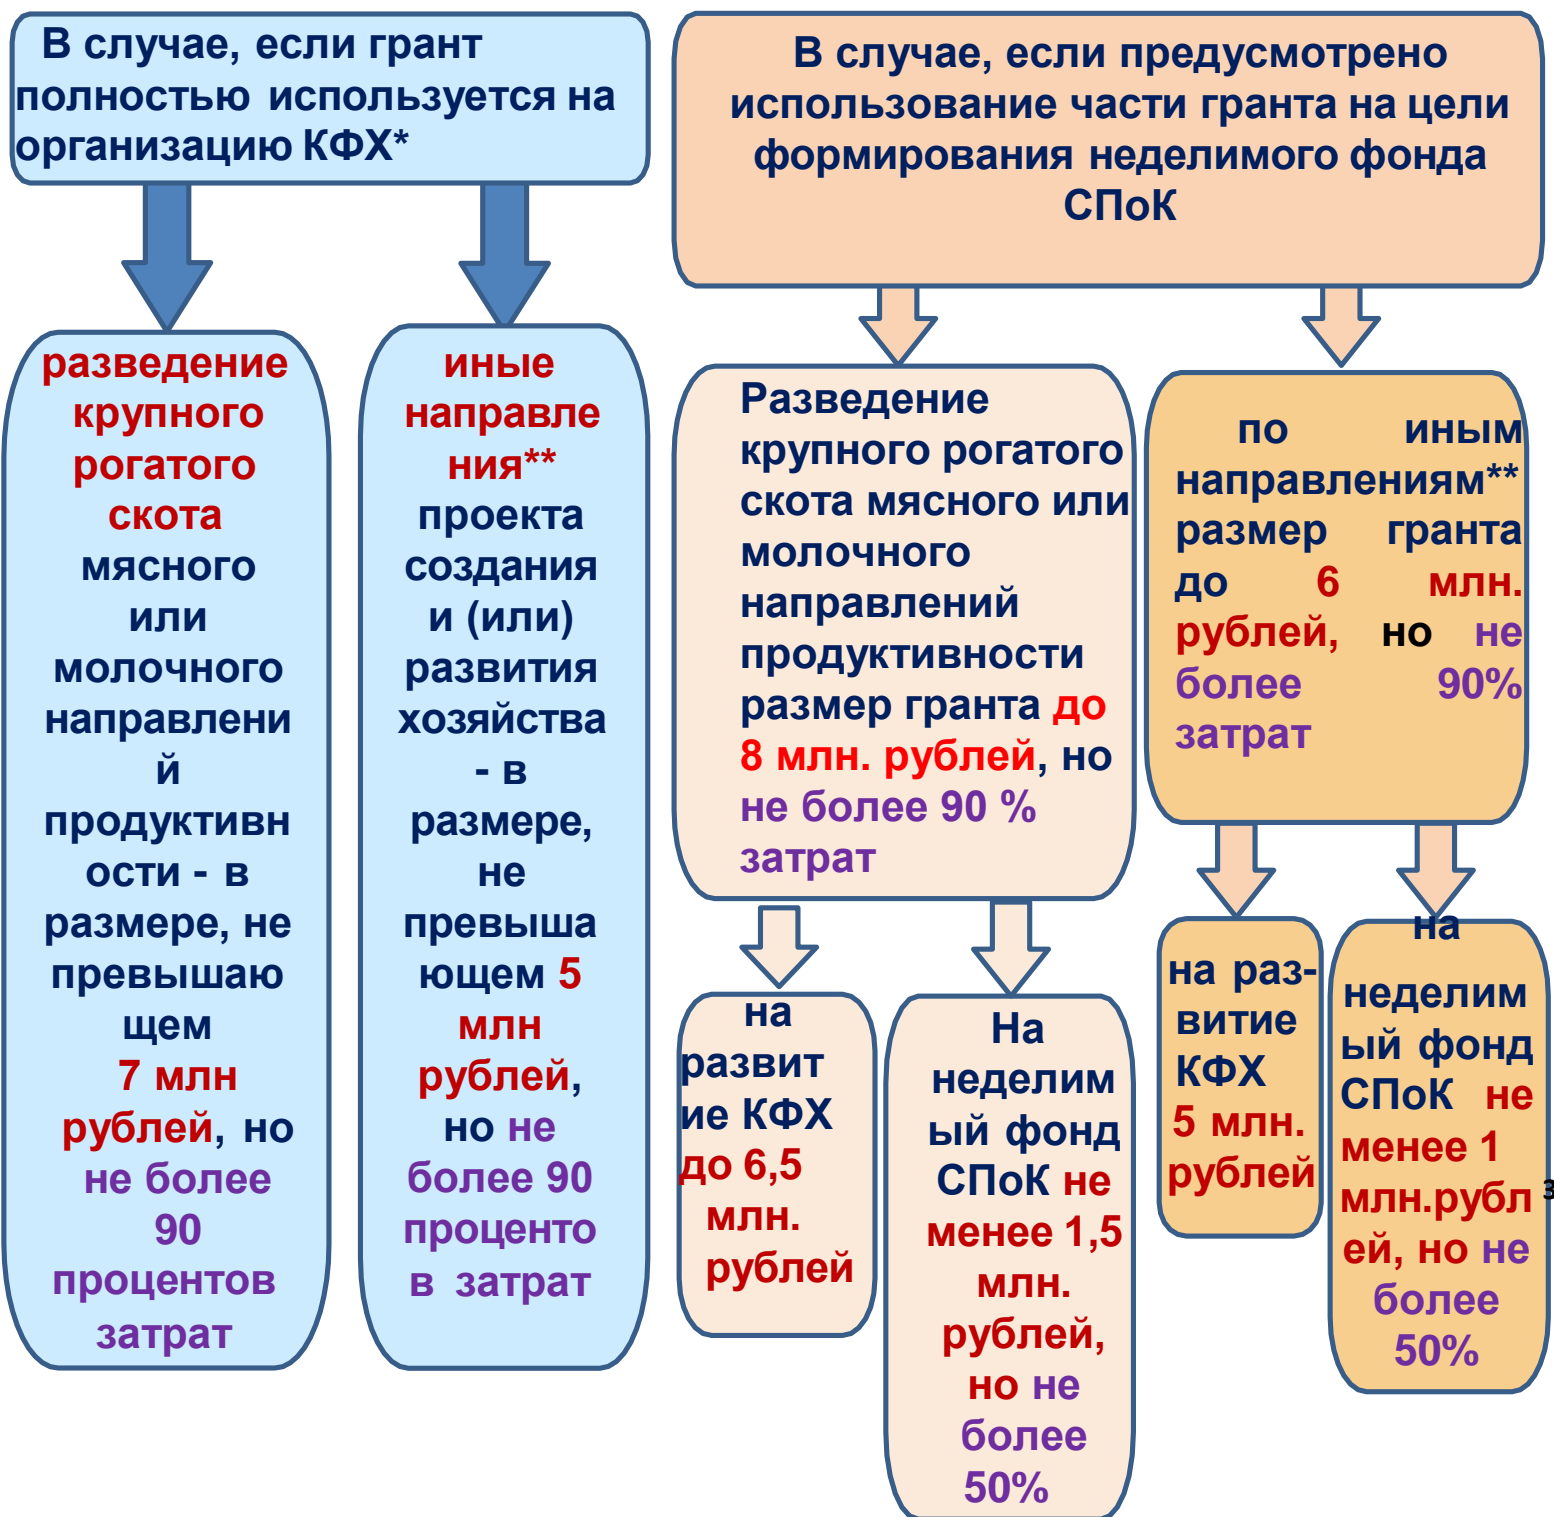 В случае, если грант
полностью используется на
организацию КФХ*
В случае, если предусмотрено
использование части гранта на цели
формирования неделимого фонда
СПоК
разведение
крупного
рогатого
скота
мясного
или
молочного
направлени
й
продуктивн
ости - в
размере, не
превышаю
щем
7 млн
рублей, но
не более
90
процентов
затрат
иные
направле
ния**
проекта
создания
и (или)
развития
хозяйства
- в
размере,
не
превыша
ющем 5
млн
рублей,
но не
более 90
проценто
в затрат
Разведение
крупного рогатого
скота мясного или
молочного
направлений
продуктивности
размер гранта до
8 млн. рублей, но
не более 90 %
затрат
по иным
направлениям**
размер гранта
до 6 млн.
рублей, но не
более 90%
затрат
на
развит
ие КФХ
до 6,5
млн.
рублей
На
неделим
ый фонд
СПоК не
менее 1,5
млн.
рублей,
но не
более
50%
на раз-
витие
КФХ
5 млн.
рублей
на
неделим
ый фонд
СПоК не
менее 1
млн.рубл
ей, но не
более
50%